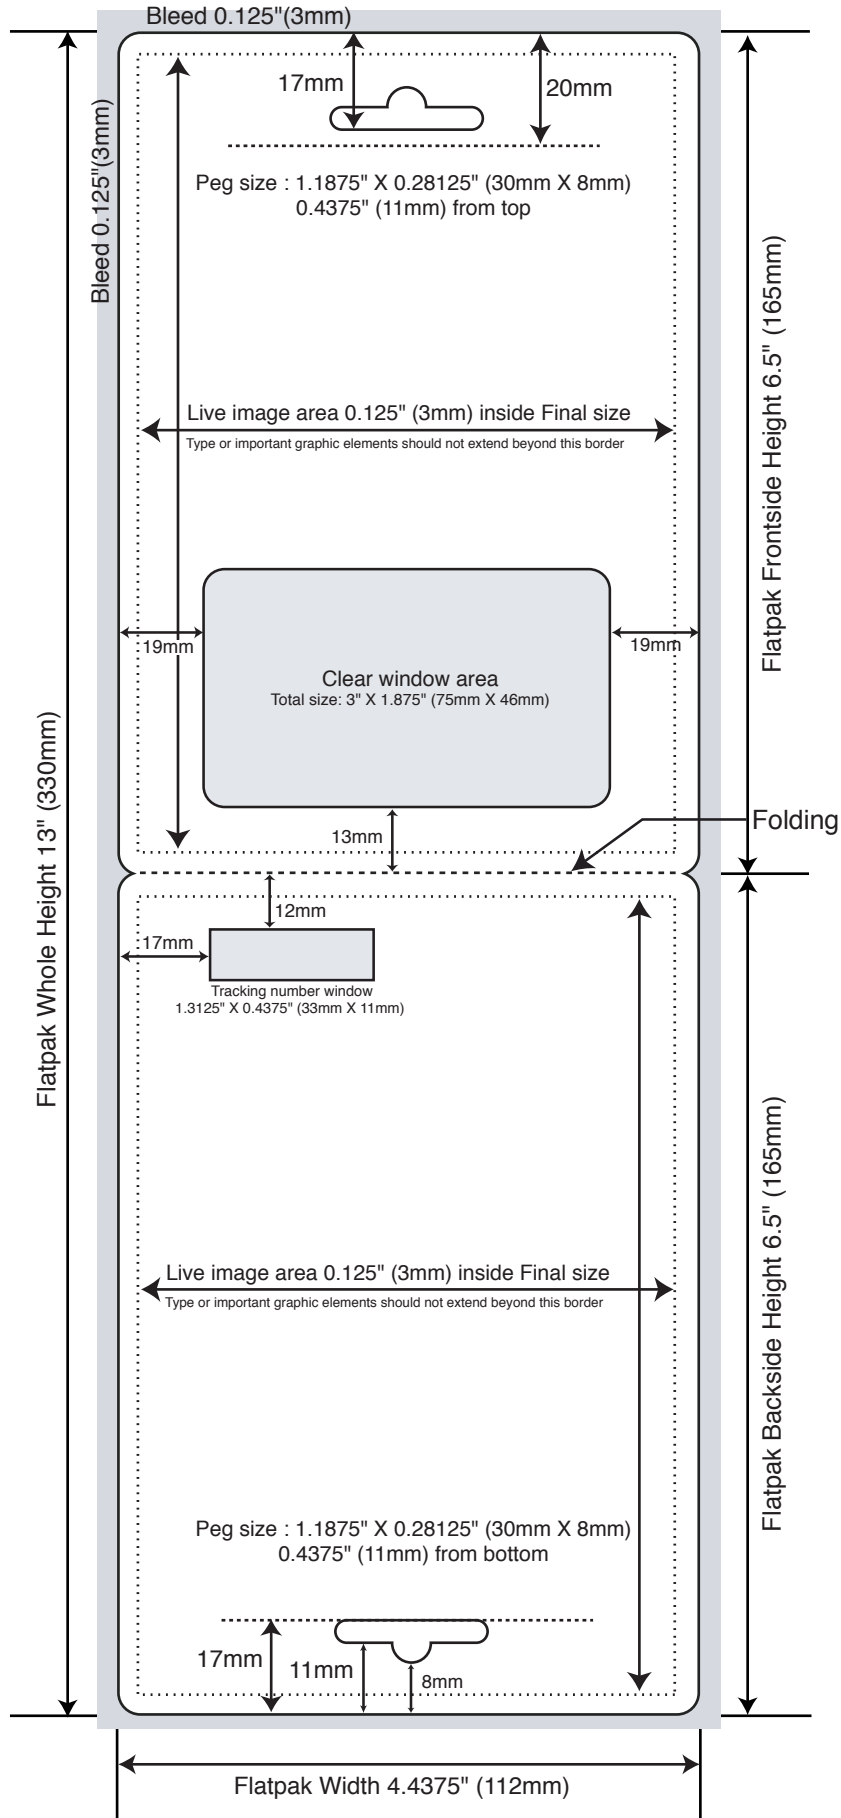 Bleed 0.125"(3mm)
17mm
20mm
Bleed 0.125"(3mm)
Peg size : 1.1875" X 0.28125" (30mm X 8mm)
0.4375" (11mm) from top
Flatpak Frontside Height 6.5" (165mm)
Live image area 0.125" (3mm) inside Final size
Type or important graphic elements should not extend beyond this border
19mm
19mm
Clear window area
Total size: 3" X 1.875" (75mm X 46mm)
Flatpak Whole Height 13" (330mm)
13mm
Folding
12mm
17mm
Tracking number window
1.3125" X 0.4375" (33mm X 11mm)
Flatpak Backside Height 6.5" (165mm)
Live image area 0.125" (3mm) inside Final size
Type or important graphic elements should not extend beyond this border
Peg size : 1.1875" X 0.28125" (30mm X 8mm)
0.4375" (11mm) from bottom
17mm
11mm
8mm
Flatpak Width 4.4375" (112mm)